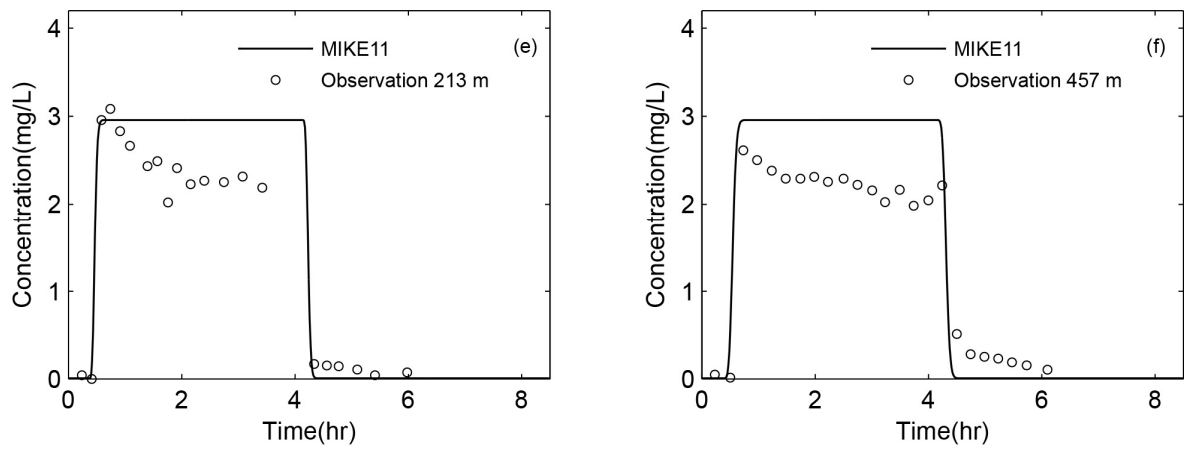 (e)
MIKE11
Observation 213 m
Concentration(mg/L)
4
3
2
1
0
0 2 4 6 8
Time(hr)
(f)
MIKE11
Observation 457 m
Concentration(mg/L)
4
3
2
1
0
0 2 4 6 8
Time(hr)